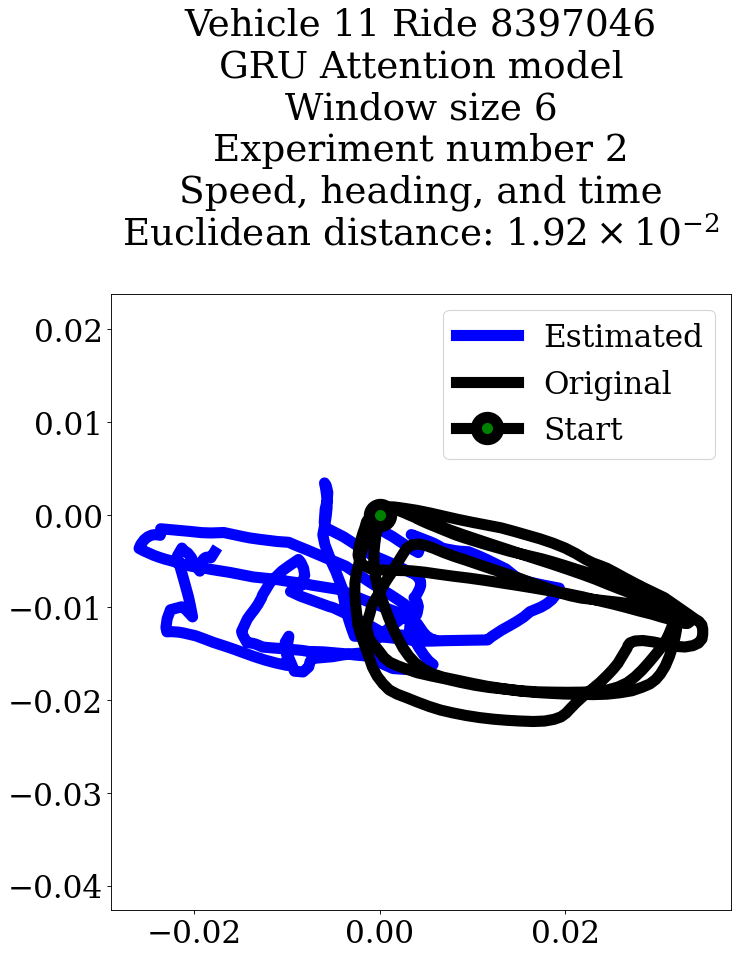 Vehicle 11 Ride 8397046
GRU Attention model
Window size 6
Experiment number 2
Speed, heading, and time
Euclidean distance: 1.92 × 10⁻²
Estimated
Original
Start
0.02
0.01
0.00
−0.01
−0.02
−0.03
−0.04
−0.02
0.00
0.02